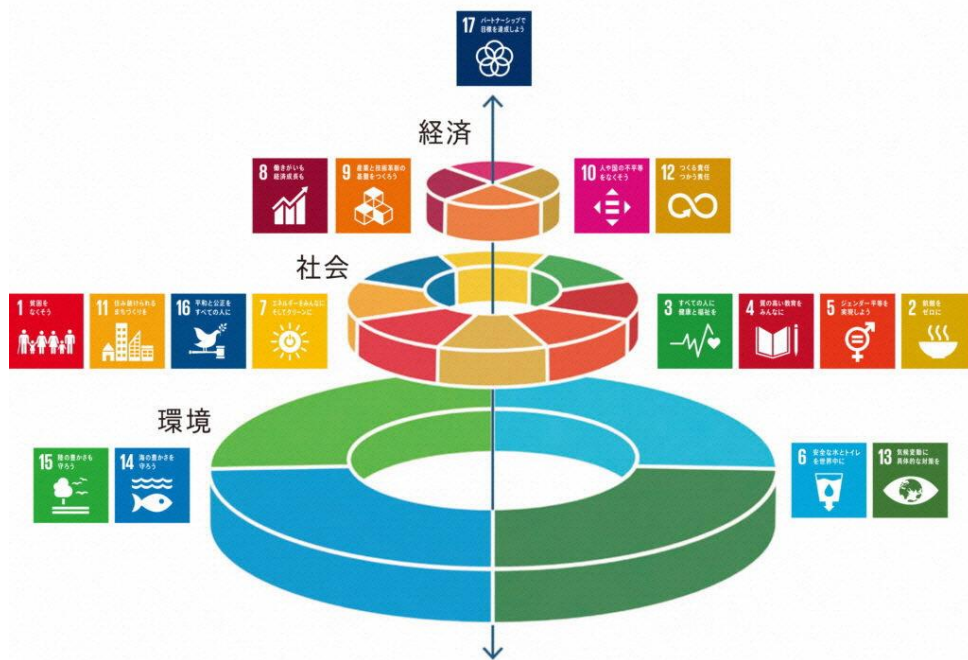 17 パートナーシップで
目標を達成しよう
経済
8 働きがいも
経済成長も
9 産業と技術革新の
基盤をつくろう
10 人や国の不平等
をなくそう
12 つくる責任
つかう責任
社会
1 貧困を
なくそう
11 住み続けられる
まちづくりを
16 平和と公正を
すべての人に
7 エネルギーをみんなに
そしてクリーンに
3 すべての人に
健康と福祉を
4 質の高い教育を
みんなに
5 ジェンダー平等を
実現しよう
2 飢餓を
ゼロに
環境
15 陸の豊かさも
守ろう
14 海の豊かさを
守ろう
6 安全な水とトイレ
を世界中に
13 気候変動に
具体的な対策を